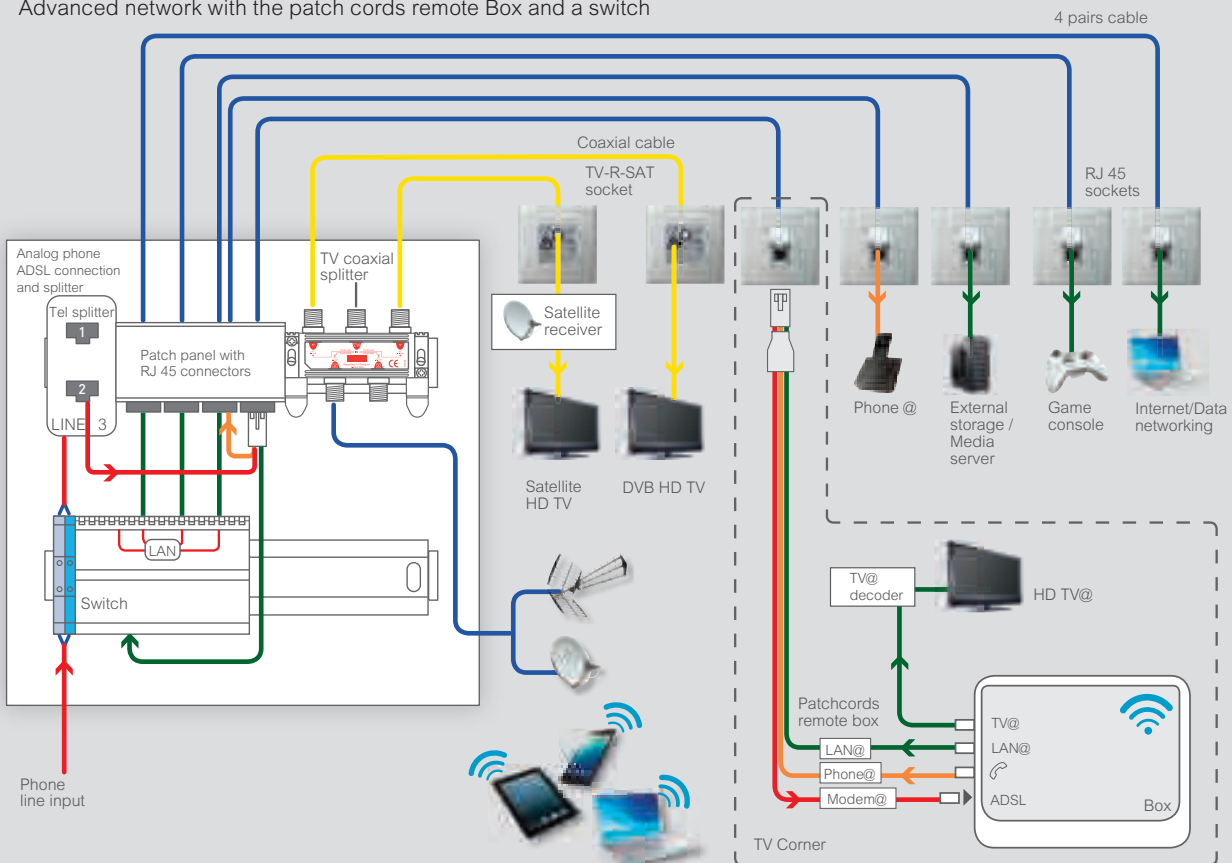 Advanced network with the patch cords remote Box and a switch
4 pairs cable
Coaxial cable
TV-R-SAT
socket
RJ 45
sockets
Analog phone
ADSL connection
and splitter
TV coaxial
splitter
Tel splitter
1
2
LINE 3
Patch panel with
RJ 45 connectors
CE
Satellite
receiver
Satellite
HD TV
DVB HD TV
Phone @
External
storage /
Media
server
Game
console
Internet/Data
networking
LAN
Switch
Phone
line input
TV@
decoder
HD TV@
Patchcords
remote box
LAN@
Phone@
Modem@
TV@
LAN@
ADSL
Box
TV Corner